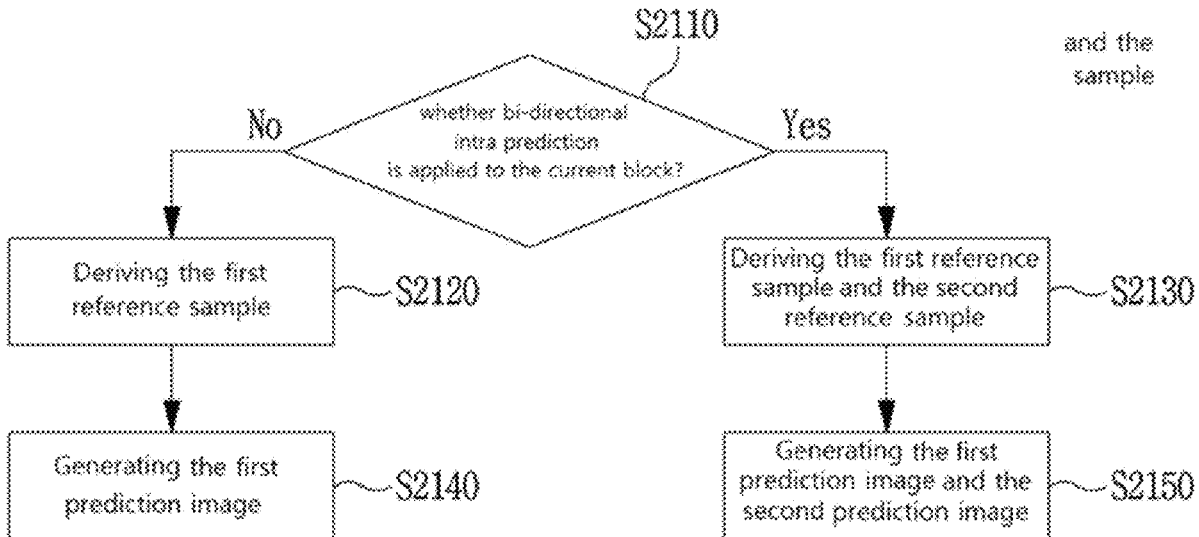 S2110
and the
sample
whether bi-directional
intra prediction
is applied to the current block?
No
Yes
Deriving the first
reference sample
S2120
Deriving the first reference
sample and the second
reference sample
S2130
Generating the first
prediction image
S2140
Generating the first
prediction image and the
second prediction image
S2150